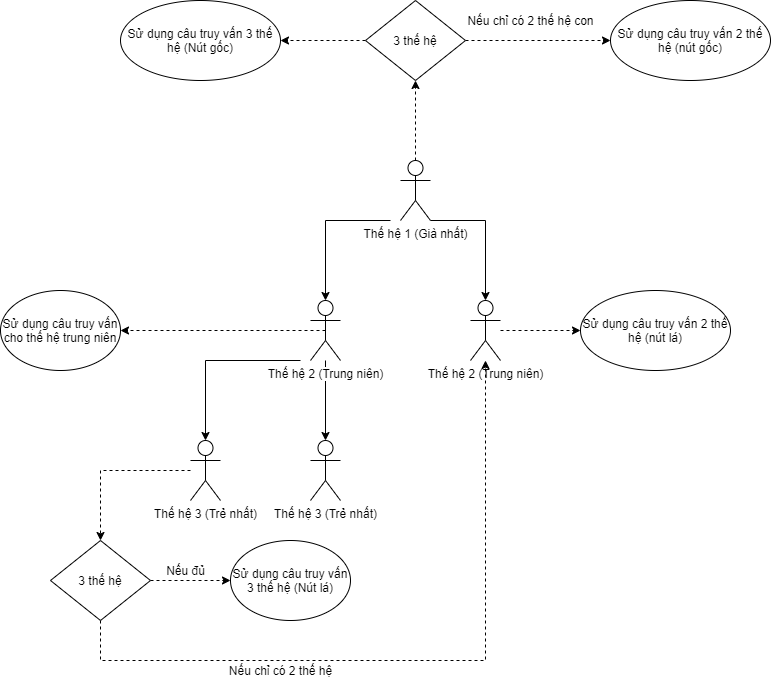 Sử dụng câu truy vấn 3 thế
hệ (Nút gốc)
3 thế hệ
Nếu chỉ có 2 thế hệ con
Sử dụng câu truy vấn 2 thế
hệ (nút gốc)
Thế hệ 1 (Già nhất)
Sử dụng câu truy vấn
cho thế hệ trung niên
Thế hệ 2 (Trung niên)
Thế hệ 2 (Trung niên)
Sử dụng câu truy vấn 2 thế
hệ (nút lá)
Thế hệ 3 (Trẻ nhất)
Thế hệ 3 (Trẻ nhất)
3 thế hệ
Nếu đủ
Sử dụng câu truy vấn
3 thế hệ (Nút lá)
Nếu chỉ có 2 thế hệ